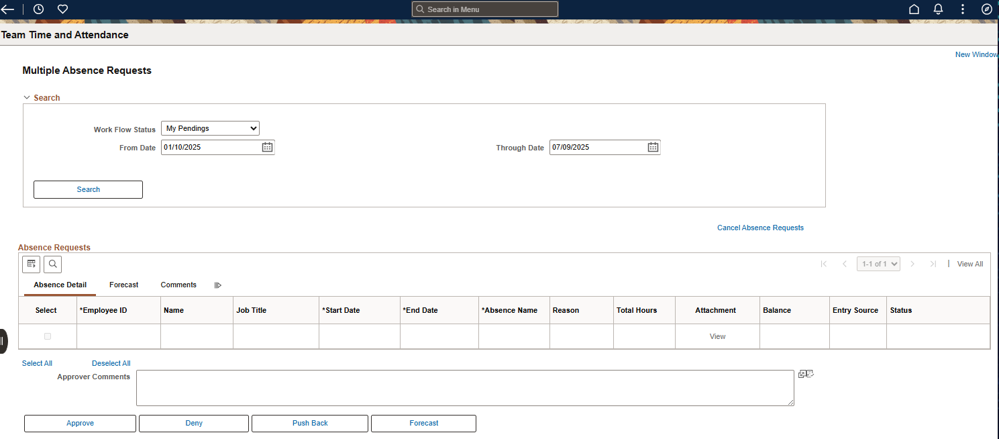 Search in Menu
Team Time and Attendance
New Window
Multiple Absence Requests
Search
Work Flow Status My Pendings
From Date 01/10/2025 Through Date 07/09/2025
Search
Cancel Absence Requests
Absence Requests
1-1 of 1 | View All
Absence Detail Forecast Comments
Select *Employee ID Name Job Title *Start Date *End Date *Absence Name Reason Total Hours Attachment Balance Entry Source Status
View
Select All Deselect All
Approver Comments
Approve Deny Push Back Forecast